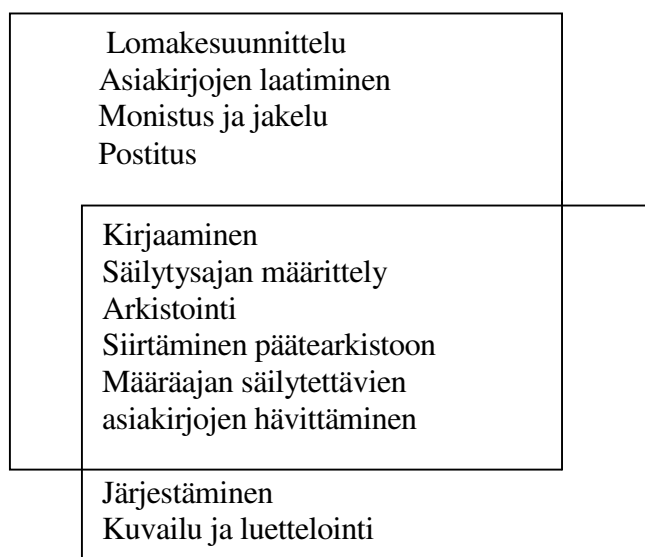 Lomakesuunnittelu
Asiakirjojen laatiminen
Monistus ja jakelu
Postitus
Kirjaaminen
Säilytysajan määrittely
Arkistointi
Siirtäminen päätearkistoon
Määräajan säilytettävien
asiakirjojen hävittäminen
Järjestäminen
Kuvailu ja luettelointi